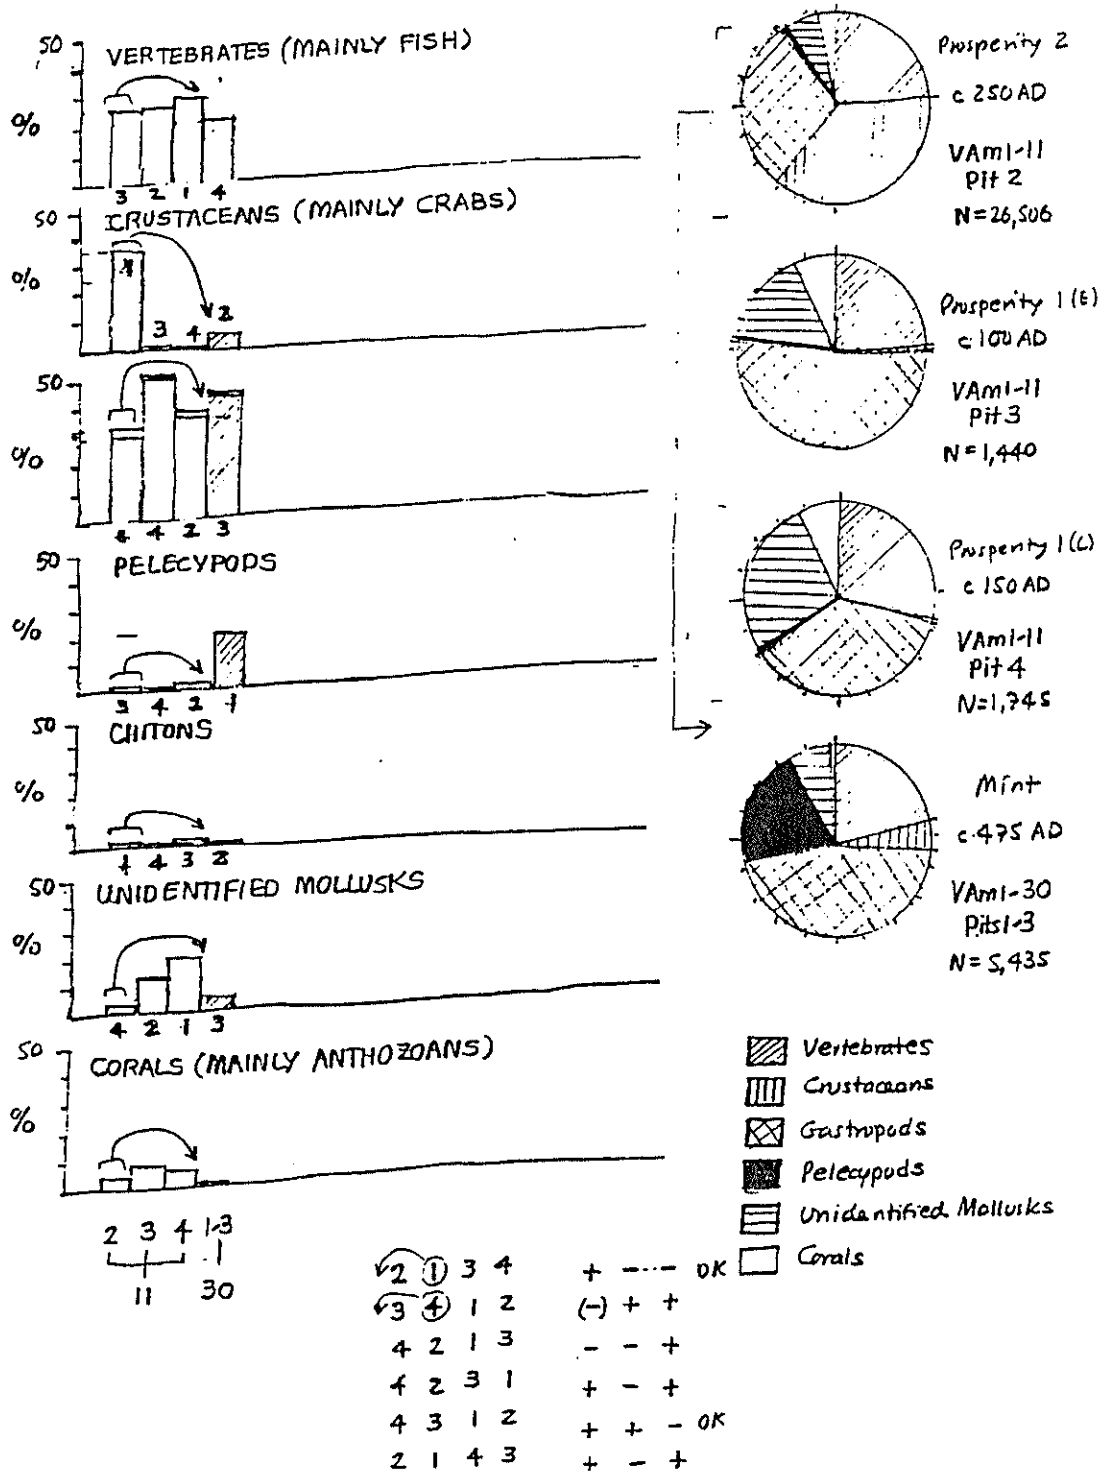 50
VERTEBRATES (MAINLY FISH)
%
3 2 1 4
50
CRUSTACEANS (MAINLY CRABS)
%
1 3 4 2
50
%
4 2 3
50
PELECYPODS
%
3 4 2 1
50
CHITONS
%
1 4 3 2
50
UNIDENTIFIED MOLLUSKS
%
4 2 1 3
50
CORALS (MAINLY ANTHOZOANS)
%
2 3 4 1-3
11 30
Prosperity 2
c 250 AD
VAm1-11
Pit 2
N=26,506
Prosperity 1(E)
c 100 AD
VAm1-11
Pit 3
N=1,440
Prosperity 1(L)
c 150 AD
VAm1-11
Pit 4
N=1,745
Mint
c.475 AD
VAm1-30
Pits1-3
N=5,435
Vertebrates
Crustaceans
Gastropods
Pelecypods
Unidentified Mollusks
Corals
2 1 3 4 + - - OK
3 4 1 2 (-) + +
4 2 1 3 - - +
4 2 3 1 + - +
4 3 1 2 + + - OK
2 1 4 3 + - +